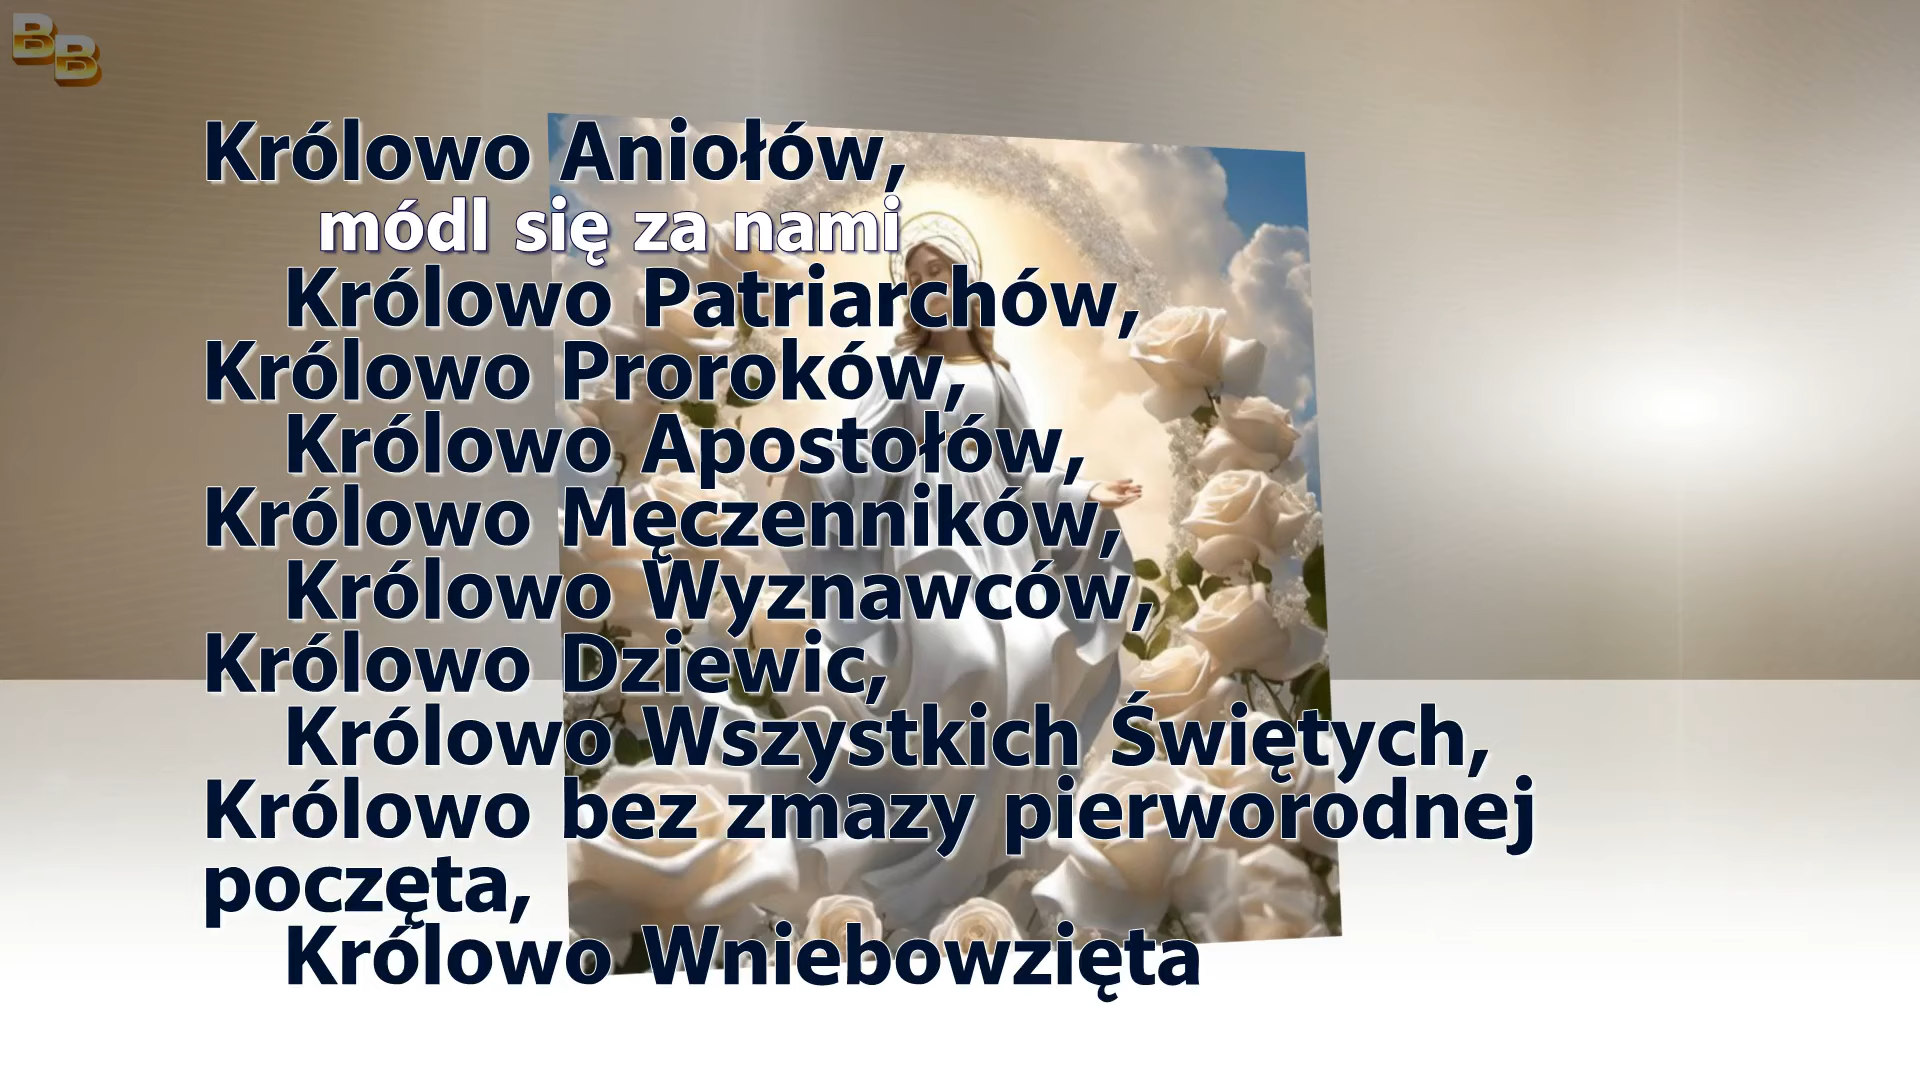 BB
Królowo Aniołów,
módl się za nami
Królowo Patriarchów,
Królowo Proroków,
Królowo Apostołów,
Królowo Męczenników,
Królowo Wyznawców,
Królowo Dziewic,
Królowo Wszystkich Świętych,
Królowo bez zmazy pierworodnej
poczęta,
Królowo Wniebowzięta